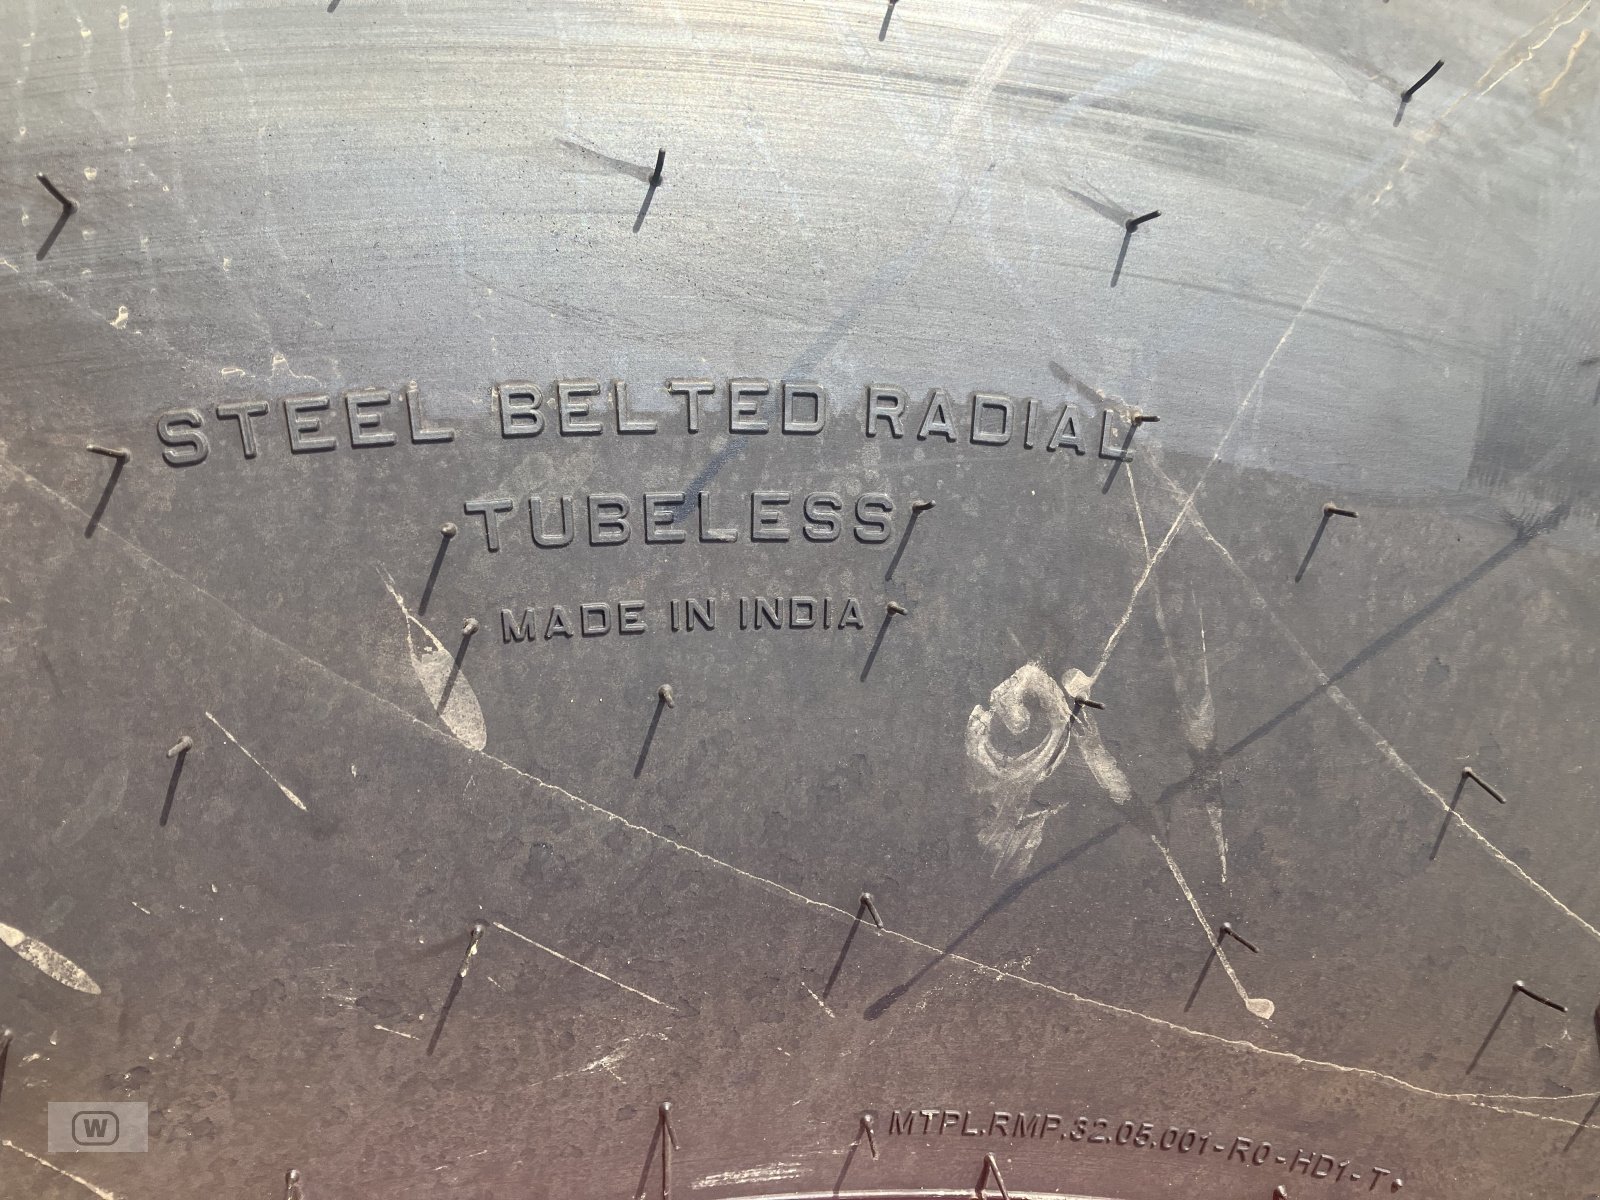 STEEL BELTED RADIAL
TUBELESS
MADE IN INDIA
MTPL.RMP.32.05.001-R0-HD1-T
W